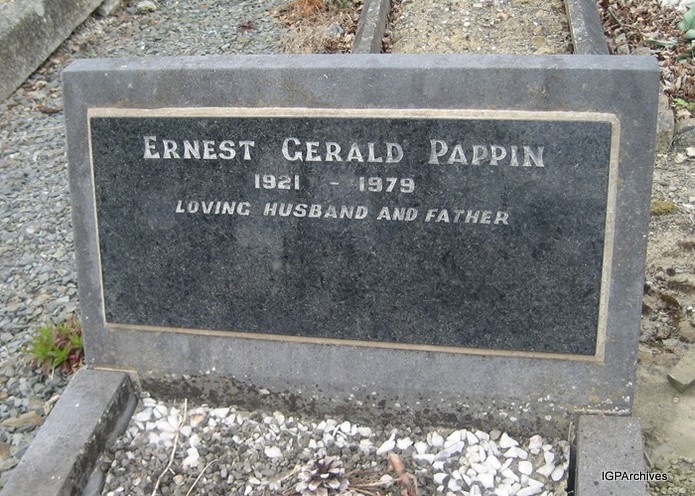 ERNEST GERALD PAPPIN
1921 - 1979
LOVING HUSBAND AND FATHER
IGPArchives